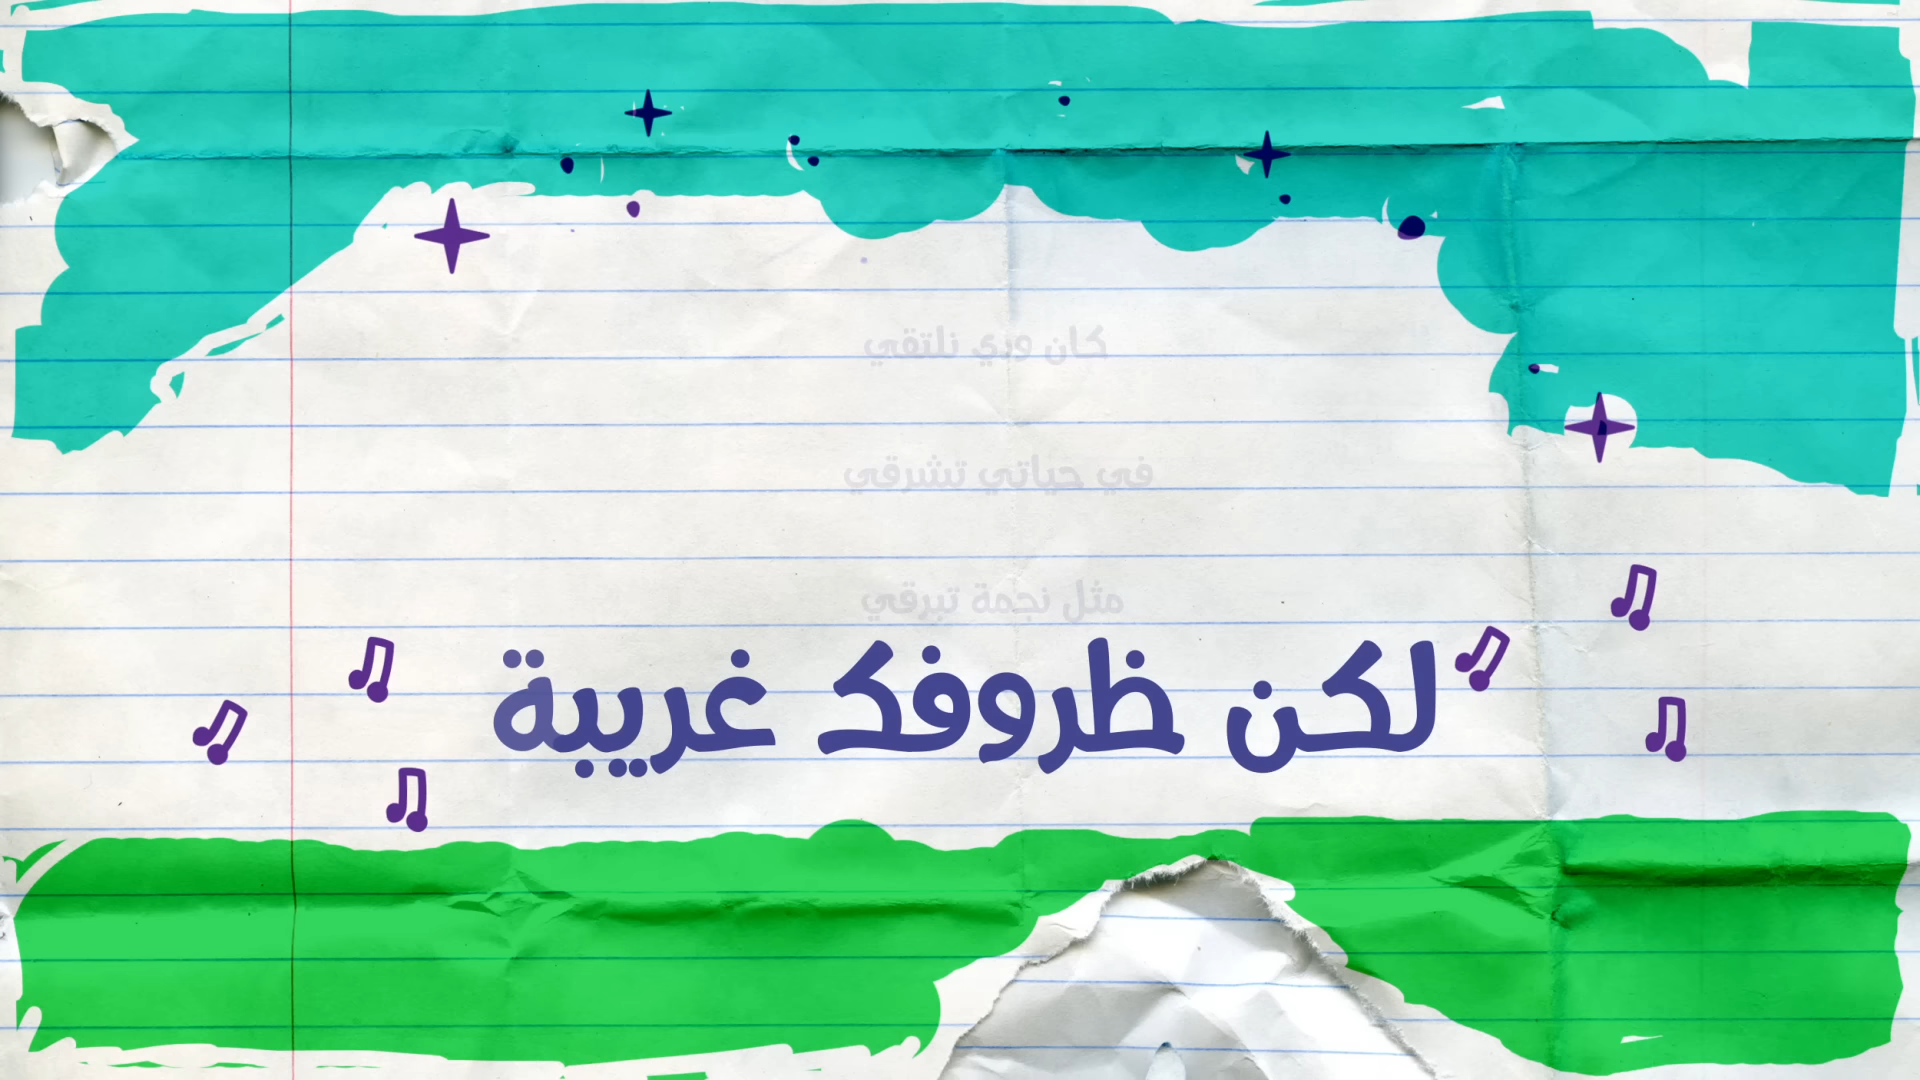 كان ودي نلتقي
في حياتي تشرقي
مثل نجمة تبرقي
لكن ظروفك غريبة